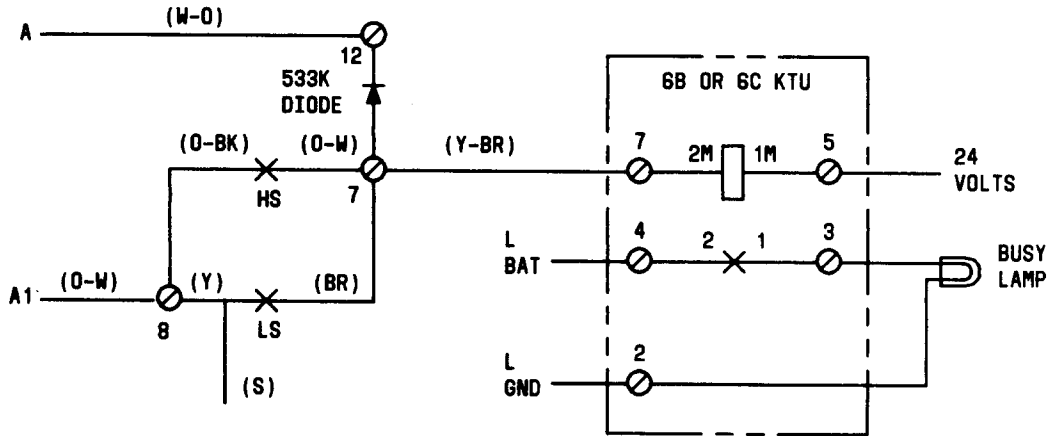 A (W-O)
12
533K
DIODE
6B OR 6C KTU
(O-BK) (O-W) (Y-BR)
7 2M 1M 5
24
VOLTS
HS 7
L
BAT
4 2 1 3
BUSY
LAMP
A1 (O-W) (Y) (BR)
8 LS
L
GND
2
(S)